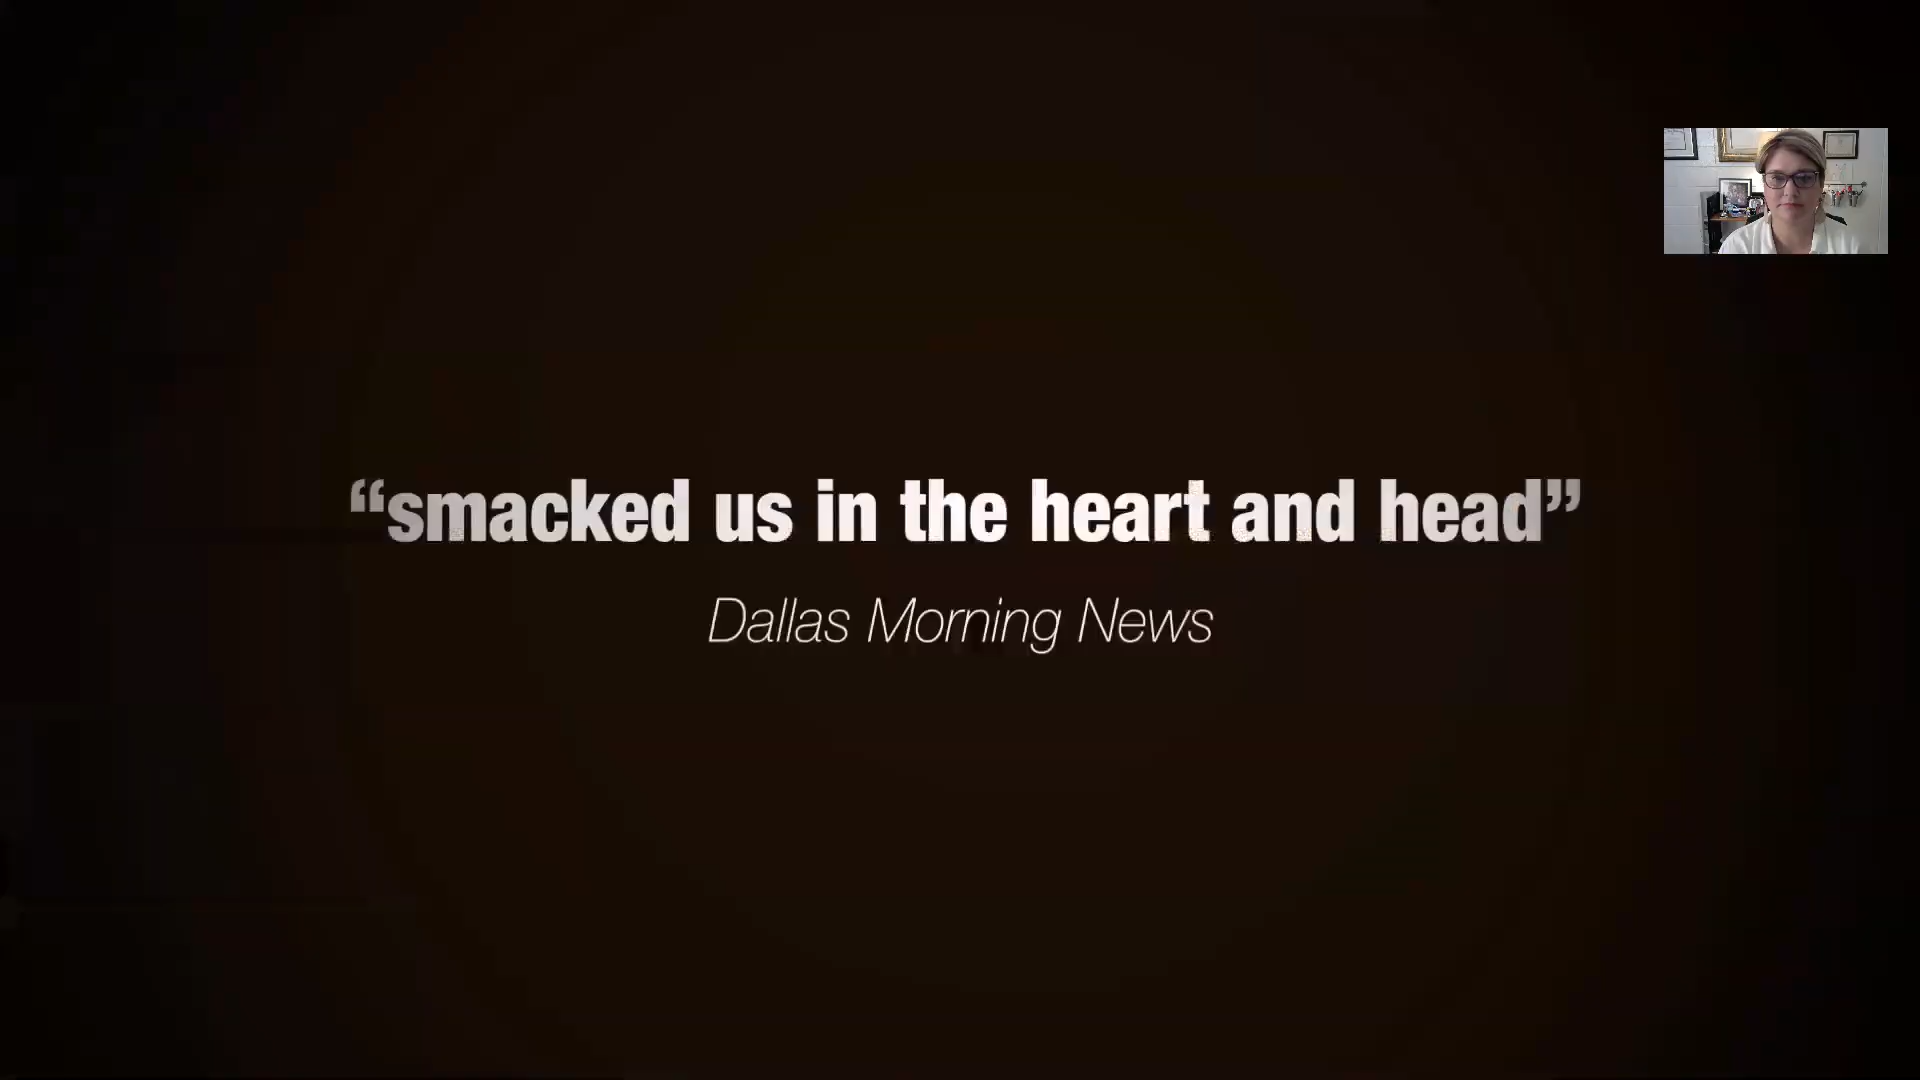 “smacked us in the heart and head”
Dallas Morning News